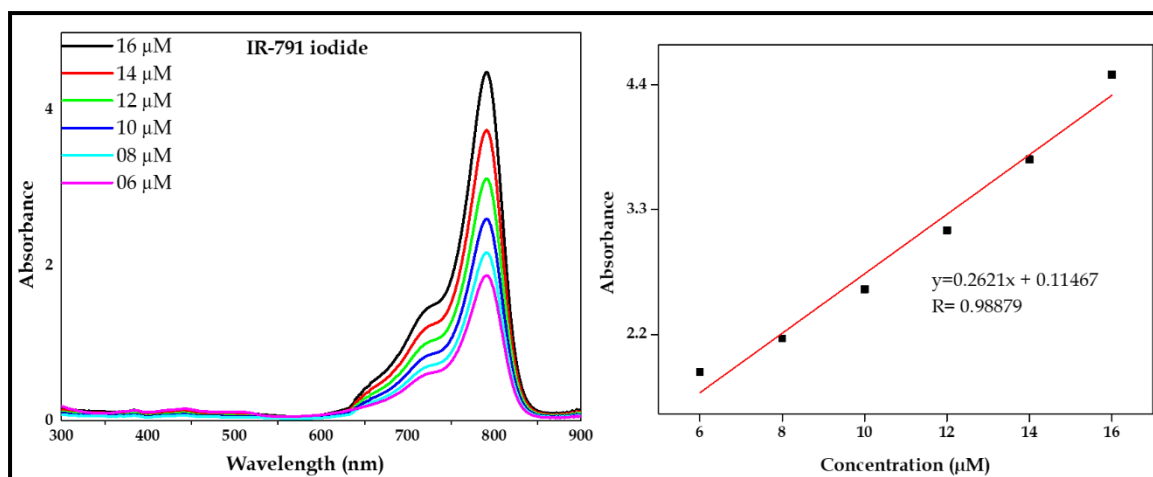 IR-791 iodide
16 µM
14 µM
12 µM
10 µM
08 µM
06 µM
Absorbance
4
2
0
300 400 500 600 700 800 900
Wavelength (nm)
Absorbance
4.4
3.3
2.2
y=0.2621x + 0.11467
R= 0.98879
6 8 10 12 14 16
Concentration (µM)